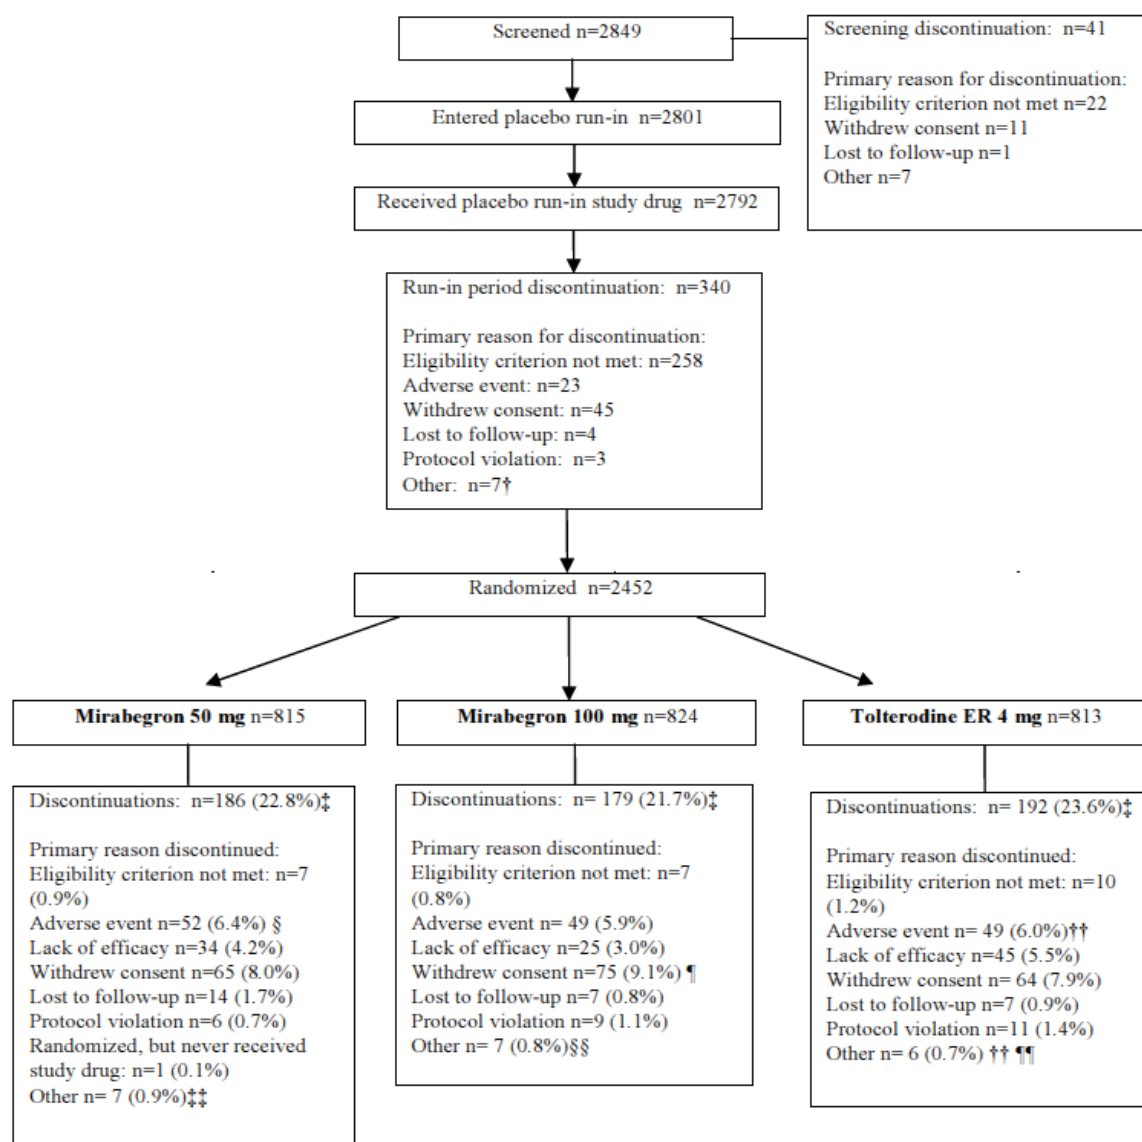 Screened n=2849
Screening discontinuation: n=41
Primary reason for discontinuation:
Eligibility criterion not met n=22
Withdrew consent n=11
Lost to follow-up n=1
Other n=7
Entered placebo run-in n=2801
Received placebo run-in study drug n=2792
Run-in period discontinuation: n=340
Primary reason for discontinuation:
Eligibility criterion not met: n=258
Adverse event: n=23
Withdrew consent: n=45
Lost to follow-up: n=4
Protocol violation: n=3
Other: n=7†
Randomized n=2452
Mirabegron 50 mg n=815
Discontinuations: n=186 (22.8%)‡
Primary reason discontinued:
Eligibility criterion not met: n=7
(0.9%)
Adverse event n=52 (6.4%) §
Lack of efficacy n=34 (4.2%)
Withdrew consent n=65 (8.0%)
Lost to follow-up n=14 (1.7%)
Protocol violation n=6 (0.7%)
Randomized, but never received
study drug: n=1 (0.1%)
Other n= 7 (0.9%)‡‡
Mirabegron 100 mg n=824
Discontinuations: n= 179 (21.7%)‡
Primary reason discontinued:
Eligibility criterion not met: n=7
(0.8%)
Adverse event n= 49 (5.9%)
Lack of efficacy n=25 (3.0%)
Withdrew consent n=75 (9.1%) ¶
Lost to follow-up n=7 (0.8%)
Protocol violation n=9 (1.1%)
Other n= 7 (0.8%)§§
Tolterodine ER 4 mg n=813
Discontinuations: n= 192 (23.6%)‡
Primary reason discontinued:
Eligibility criterion not met: n=10
(1.2%)
Adverse event n= 49 (6.0%)††
Lack of efficacy n=45 (5.5%)
Withdrew consent n= 64 (7.9%)
Lost to follow-up n=7 (0.9%)
Protocol violation n=11 (1.4%)
Other n= 6 (0.7%) †† ¶¶